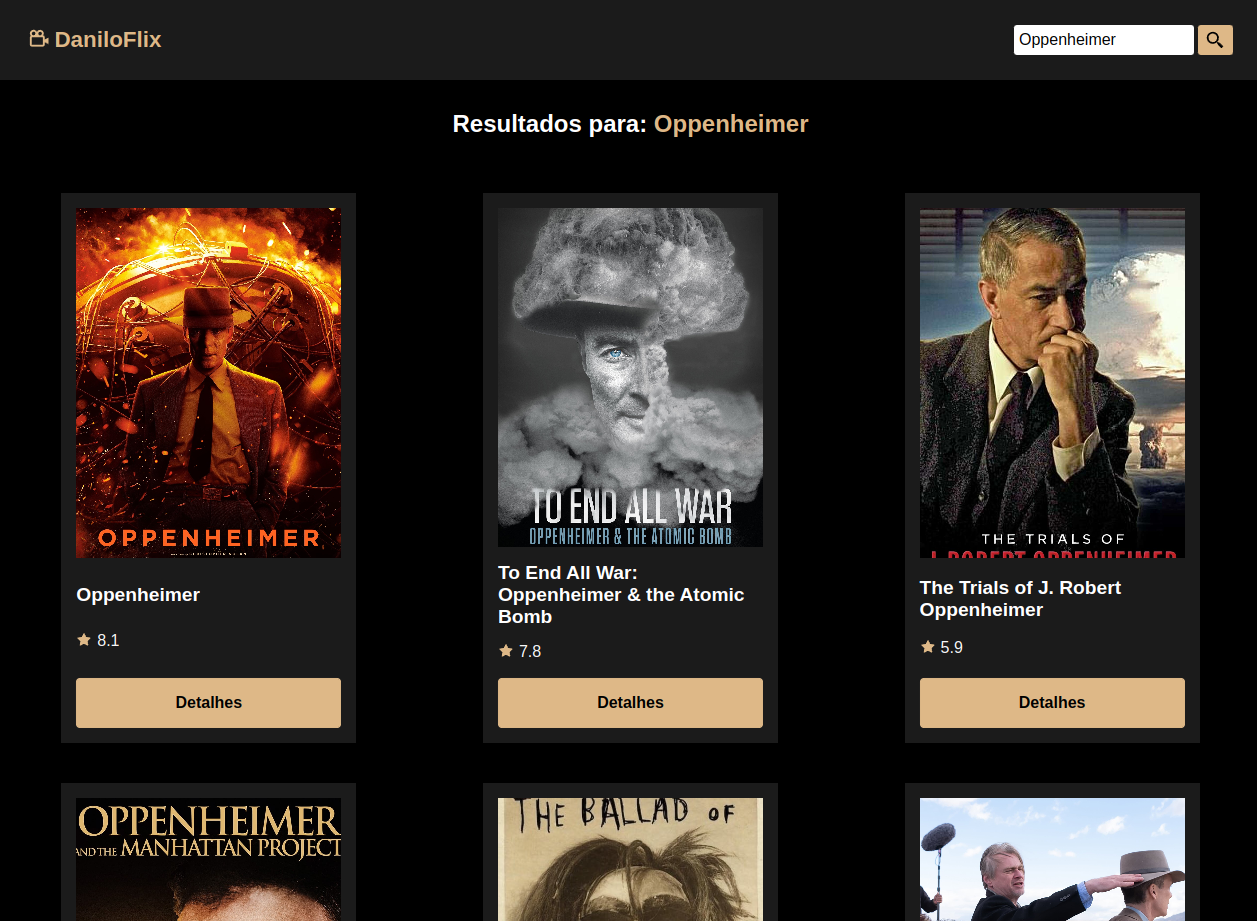 DaniloFlix
Oppenheimer
Resultados para: Oppenheimer
OPPENHEIMER
TO END ALL WAR
OPPENHEIMER & THE ATOMIC BOMB
THE TRIALS OF
J. ROBERT OPPENHEIMER
Oppenheimer
To End All War:
Oppenheimer & the Atomic
Bomb
The Trials of J. Robert
Oppenheimer
8.1
7.8
5.9
Detalhes
Detalhes
Detalhes
OPPENHEIMER
AND THE MANHATTAN PROJECT
THE BALLAD OF